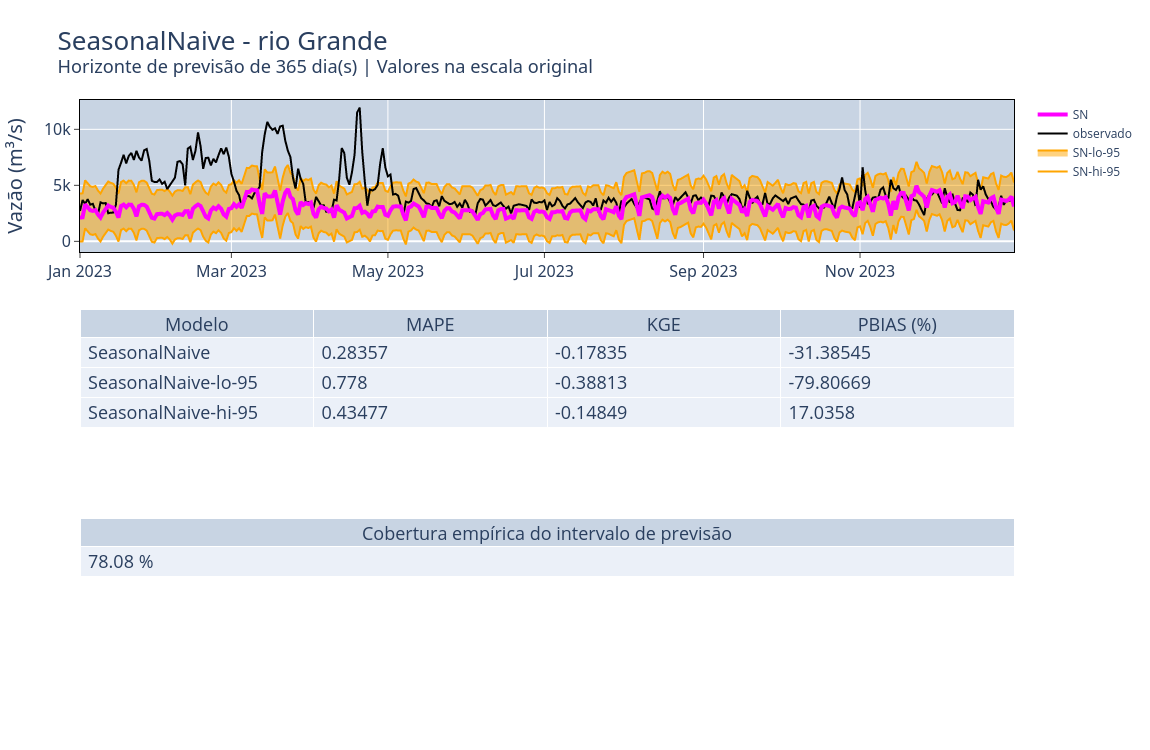 SeasonalNaive - rio Grande
Horizonte de previsão de 365 dia(s) | Valores na escala original
Vazão (m³/s)
10k
5k
0
Jan 2023 Mar 2023 May 2023 Jul 2023 Sep 2023 Nov 2023
SN
observado
SN-lo-95
SN-hi-95
Modelo MAPE KGE PBIAS (%)
SeasonalNaive 0.28357 -0.17835 -31.38545
SeasonalNaive-lo-95 0.778 -0.38813 -79.80669
SeasonalNaive-hi-95 0.43477 -0.14849 17.0358
Cobertura empírica do intervalo de previsão
78.08 %